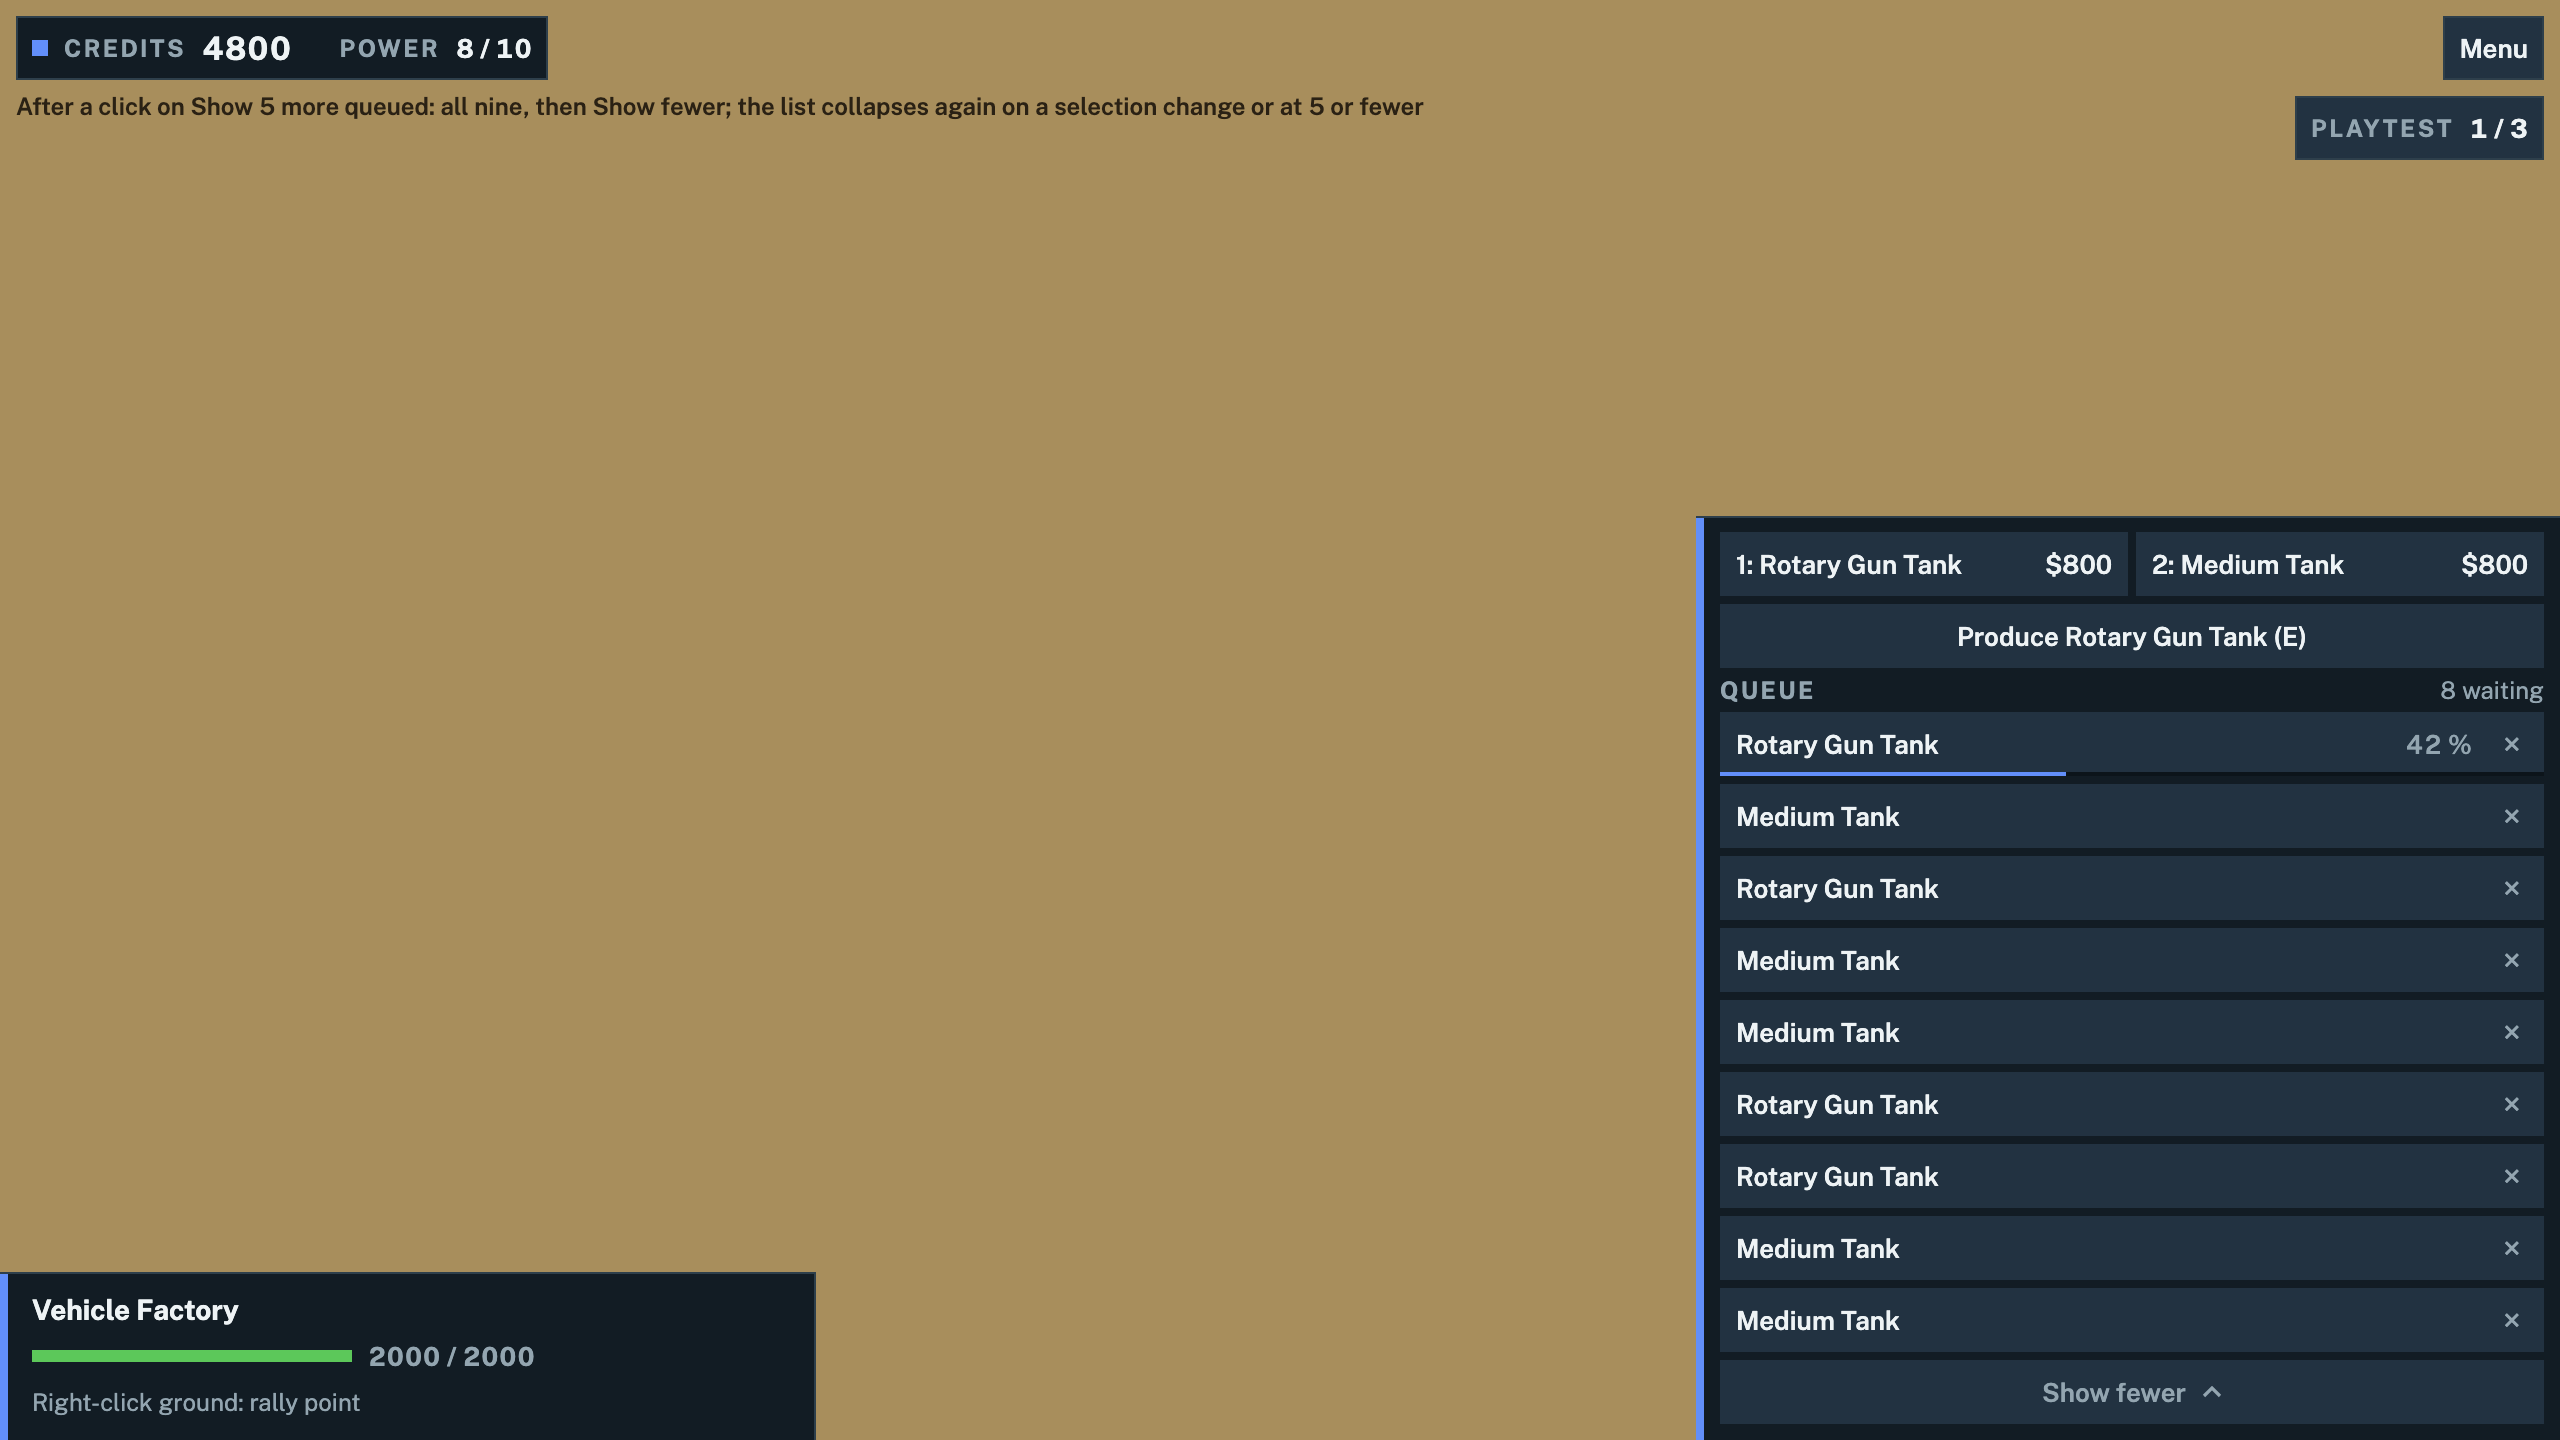 CREDITS 4800 POWER 8 / 10
Menu
After a click on Show 5 more queued: all nine, then Show fewer; the list collapses again on a selection change or at 5 or fewer
PLAYTEST 1 / 3
1: Rotary Gun Tank $800 2: Medium Tank $800
Produce Rotary Gun Tank (E)
QUEUE 8 waiting
Rotary Gun Tank 42 % ×
Medium Tank ×
Rotary Gun Tank ×
Medium Tank ×
Medium Tank ×
Rotary Gun Tank ×
Rotary Gun Tank ×
Medium Tank ×
Medium Tank ×
Show fewer
Vehicle Factory
2000 / 2000
Right-click ground: rally point